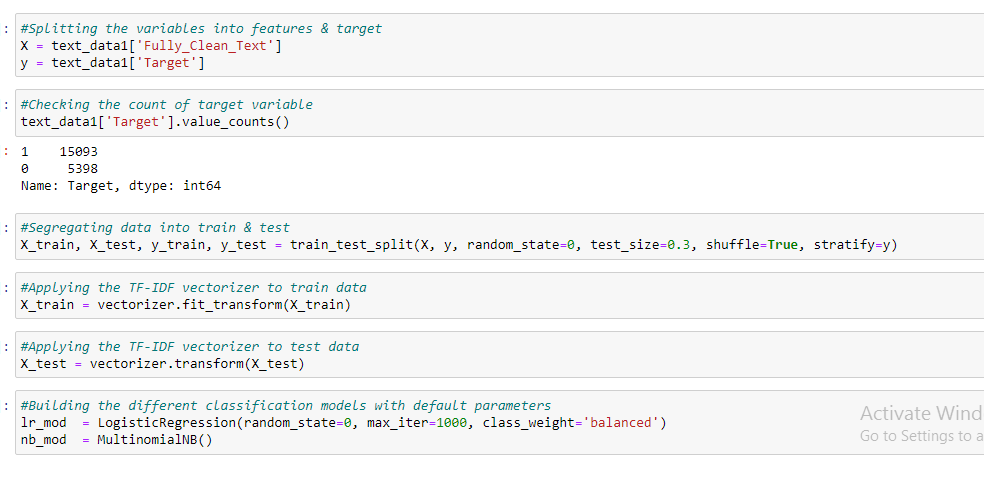 : #Splitting the variables into features & target
X = text_data1['Fully_Clean_Text']
y = text_data1['Target']
: #Checking the count of target variable
text_data1['Target'].value_counts()
: 1    15093
0     5398
Name: Target, dtype: int64
: #Segregating data into train & test
X_train, X_test, y_train, y_test = train_test_split(X, y, random_state=0, test_size=0.3, shuffle=True, stratify=y)
: #Applying the TF-IDF vectorizer to train data
X_train = vectorizer.fit_transform(X_train)
: #Applying the TF-IDF vectorizer to test data
X_test = vectorizer.transform(X_test)
: #Building the different classification models with default parameters
lr_mod  = LogisticRegression(random_state=0, max_iter=1000, class_weight='balanced')
nb_mod  = MultinomialNB()
Activate Wind
Go to Settings to a